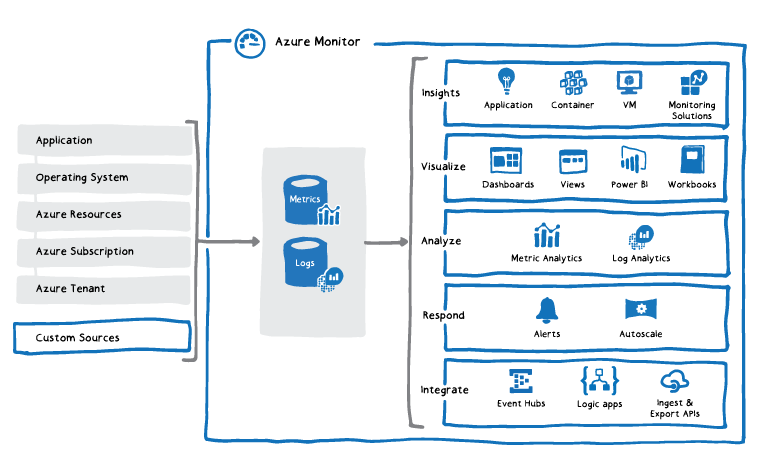 Azure Monitor
Application
Operating System
Azure Resources
Azure Subscription
Azure Tenant
Custom Sources
Metrics
Logs
Insights
Application
Container
VM
Monitoring
Solutions
Visualize
Dashboards
Views
Power BI
Workbooks
Analyze
Metric Analytics
Log Analytics
Respond
Alerts
Autoscale
Integrate
Event Hubs
Logic apps
Ingest &
Export APIs